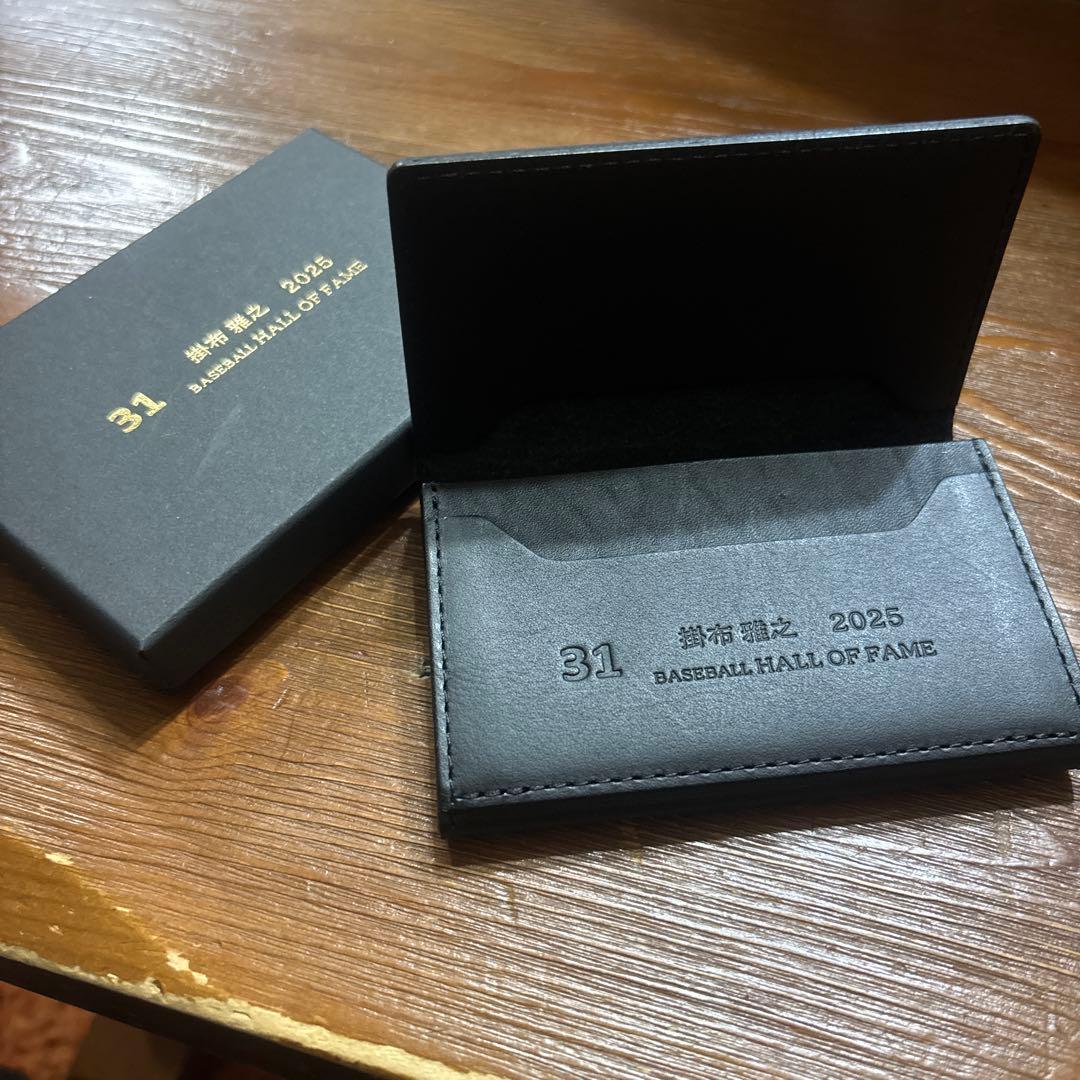 31 掛布 雅之 2025
BASEBALL HALL OF FAME
31 掛布 雅之 2025
BASEBALL HALL OF FAME